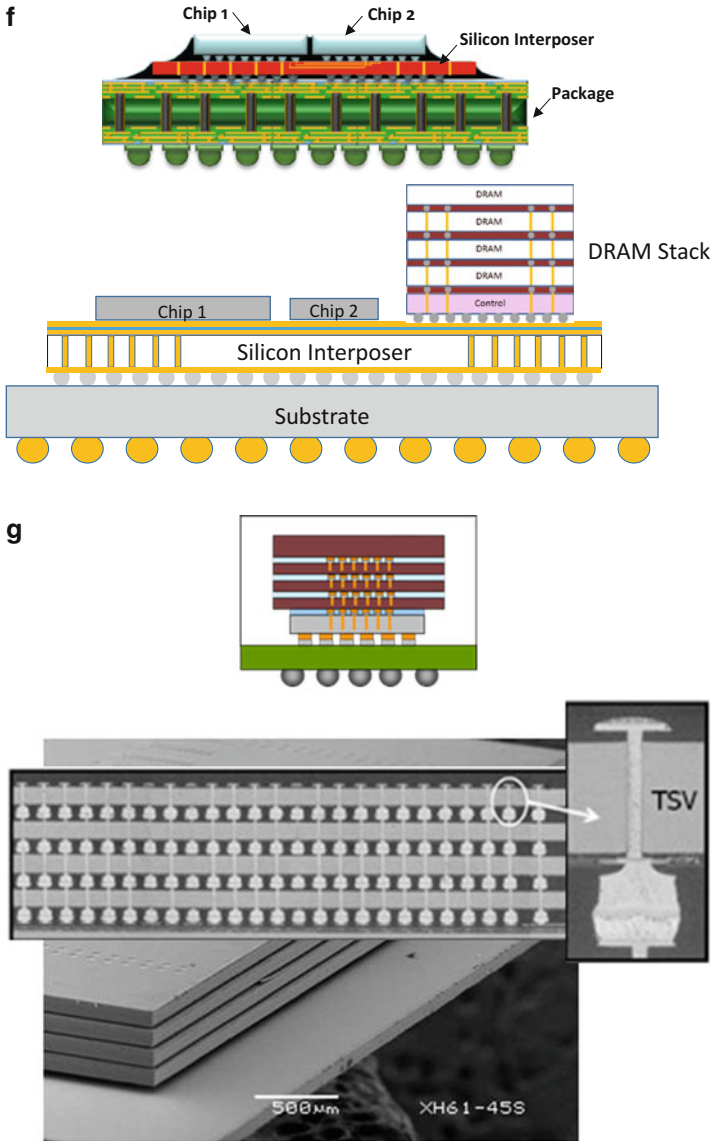 f
Chip 1
Chip 2
Silicon Interposer
Package
DRAM
DRAM
DRAM
DRAM
Control
DRAM Stack
Chip 1
Chip 2
Silicon Interposer
Substrate
g
TSV
500µm
XH61-45S